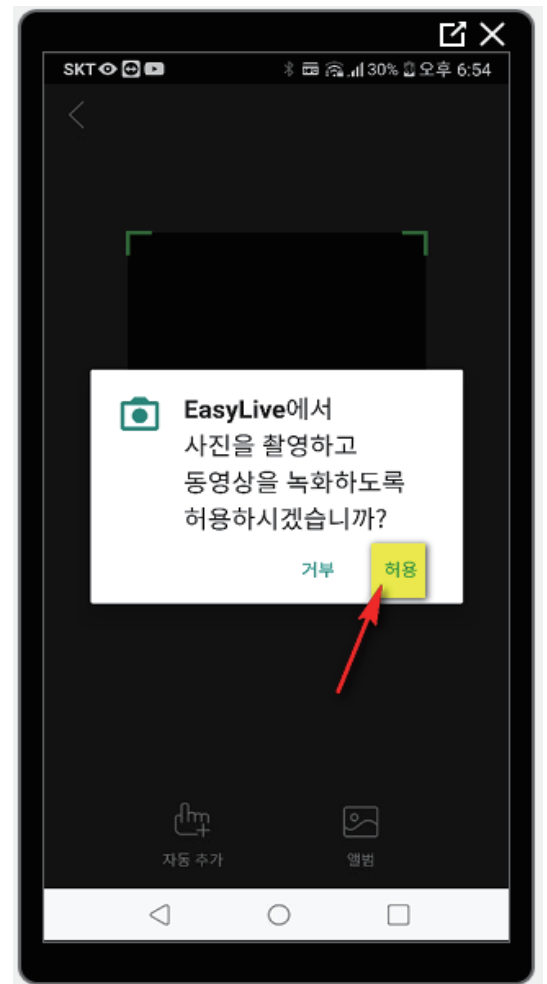 SKT 30% 오후 6:54
EasyLive에서
사진을 촬영하고
동영상을 녹화하도록
허용하시겠습니까?
거부 허용
자동 추가 앨범